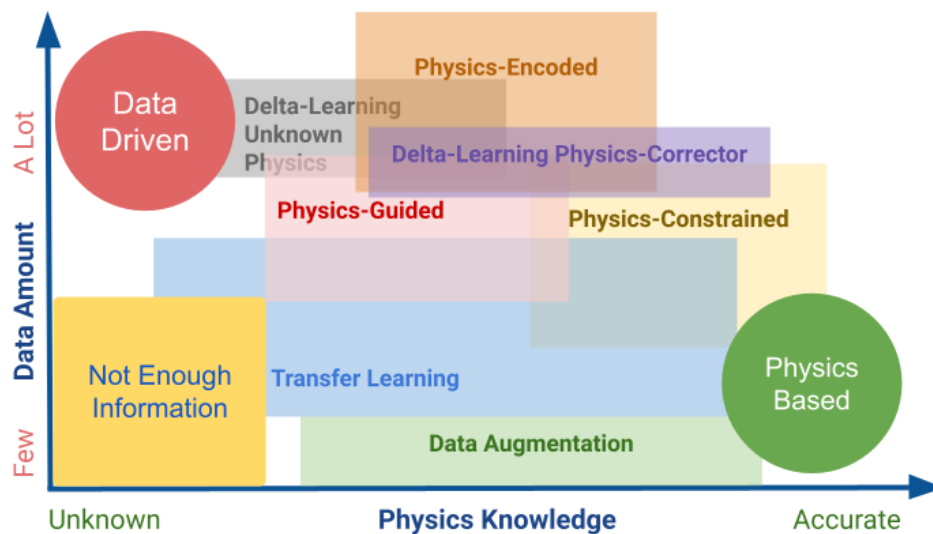 Physics-Encoded
Data
Driven
Delta-Learning
Unknown
Physics
Delta-Learning Physics-Corrector
A Lot
Physics-Guided
Physics-Constrained
Data Amount
Not Enough
Information
Transfer Learning
Physics
Based
Few
Data Augmentation
Unknown
Physics Knowledge
Accurate